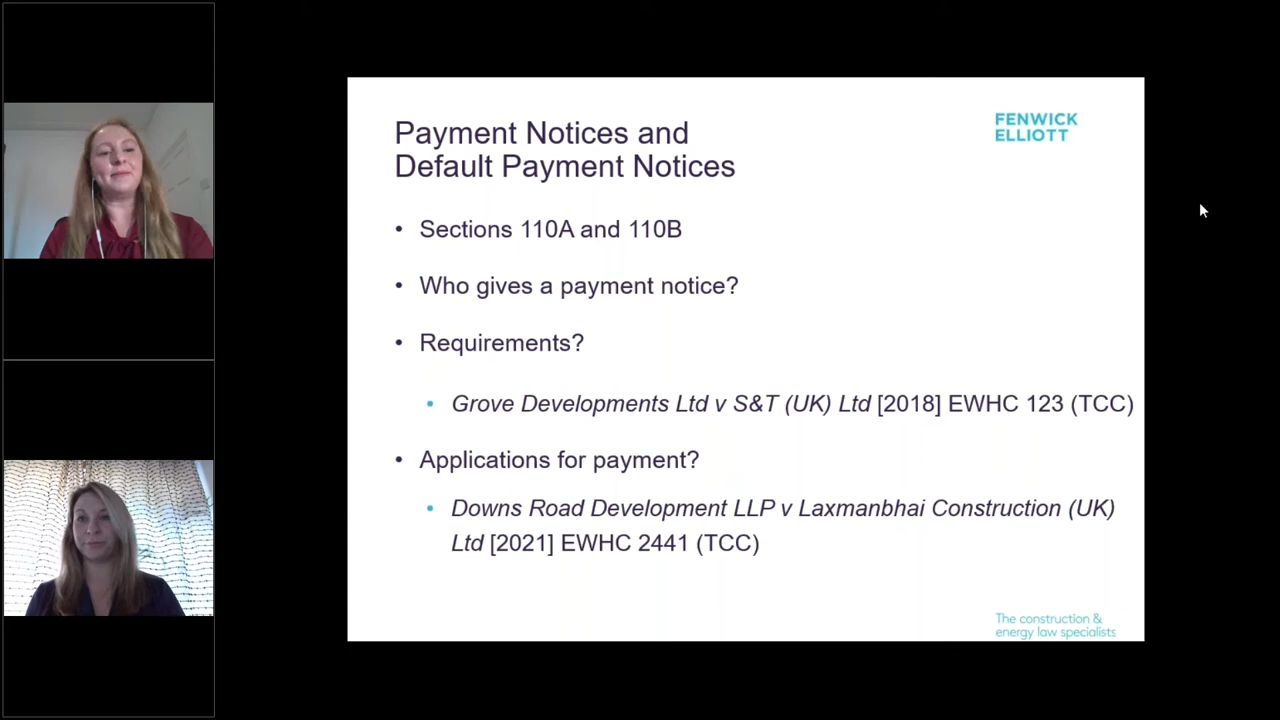 Payment Notices and
Default Payment Notices
FENWICK
ELLIOTT
• Sections 110A and 110B
• Who gives a payment notice?
• Requirements?
• Grove Developments Ltd v S&T (UK) Ltd [2018] EWHC 123 (TCC)
• Applications for payment?
• Downs Road Development LLP v Laxmanbhai Construction (UK)
Ltd [2021] EWHC 2441 (TCC)
The construction &
energy law specialists